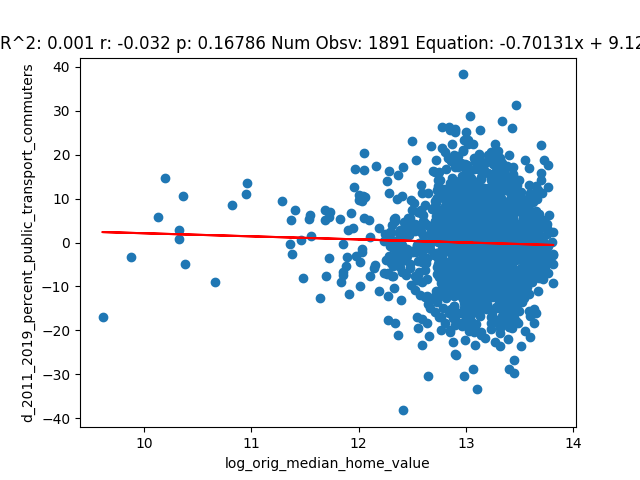 R^2: 0.001 r: -0.032 p: 0.16786 Num Obsv: 1891 Equation: -0.70131x + 9.12
d_2011_2019_percent_public_transport_commuters
40
30
20
10
0
−10
−20
−30
−40
10 11 12 13 14
log_orig_median_home_value